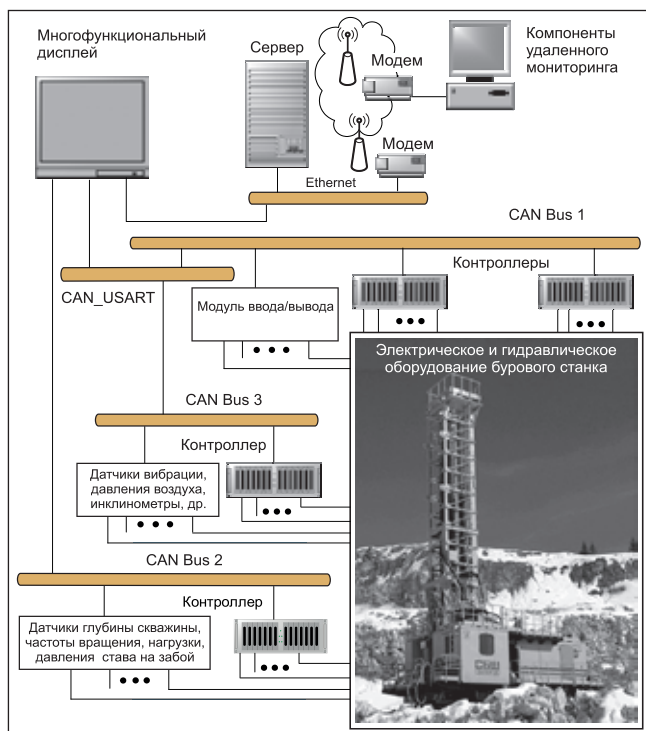 Многофункциональный
дисплей
Сервер
Модем
Компоненты
удаленного
мониторинга
Модем
Ethernet
CAN Bus 1
Контроллеры
CAN_USART
Модуль ввода/вывода
Электрическое и гидравлическое
оборудование бурового станка
CAN Bus 3
Контроллер
Датчики вибрации,
давления воздуха,
инклинометры, др.
CAN Bus 2
Контроллер
Датчики глубины скважины,
частоты вращения, нагрузки,
давления става на забой